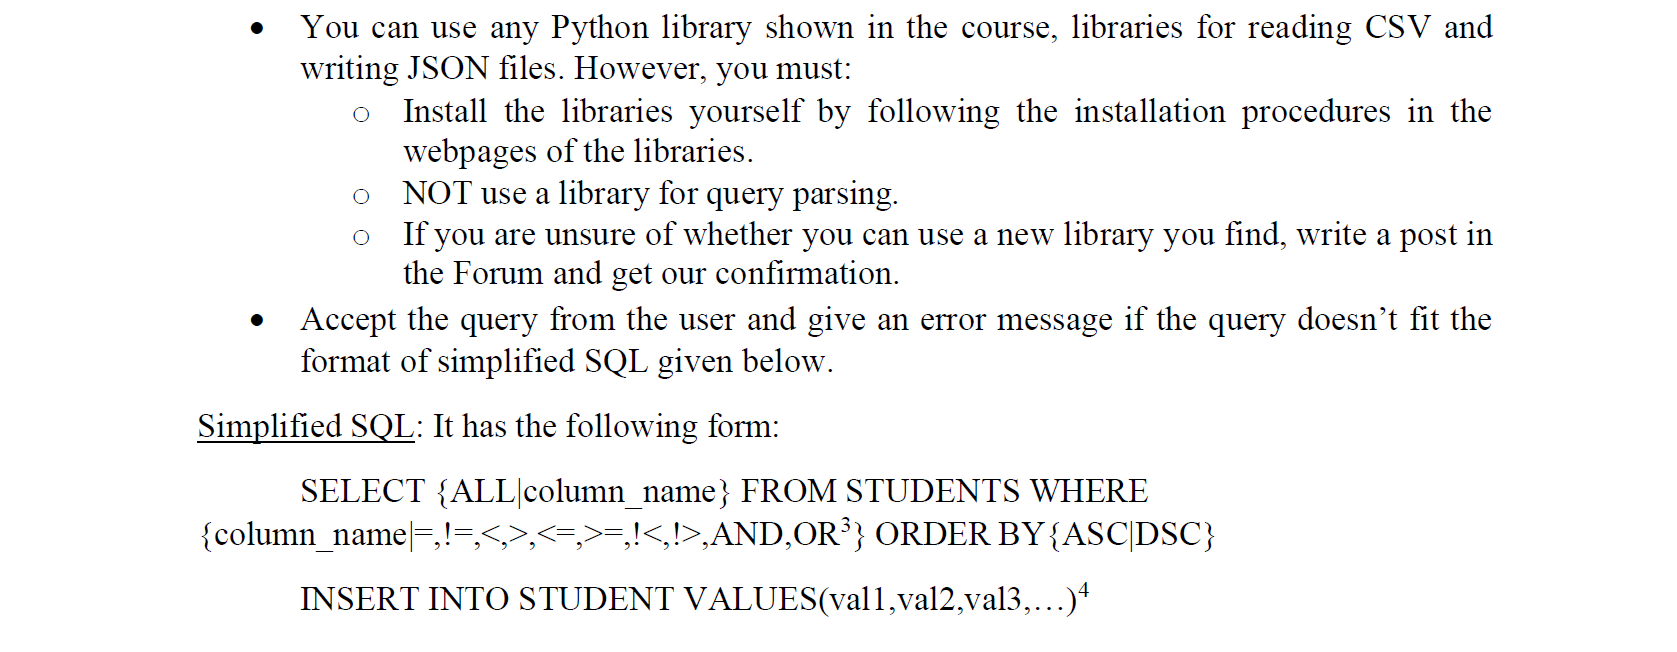 • You can use any Python library shown in the course, libraries for reading CSV and
writing JSON files. However, you must:
o Install the libraries yourself by following the installation procedures in the
webpages of the libraries.
o NOT use a library for query parsing.
o If you are unsure of whether you can use a new library you find, write a post in
the Forum and get our confirmation.
• Accept the query from the user and give an error message if the query doesn’t fit the
format of simplified SQL given below.
Simplified SQL: It has the following form:
SELECT {ALL|column_name} FROM STUDENTS WHERE
{column_name|=,!=,<,>,<=,>=,!<,!>,AND,OR³} ORDER BY{ASC|DSC}
INSERT INTO STUDENT VALUES(val1,val2,val3,…)⁴